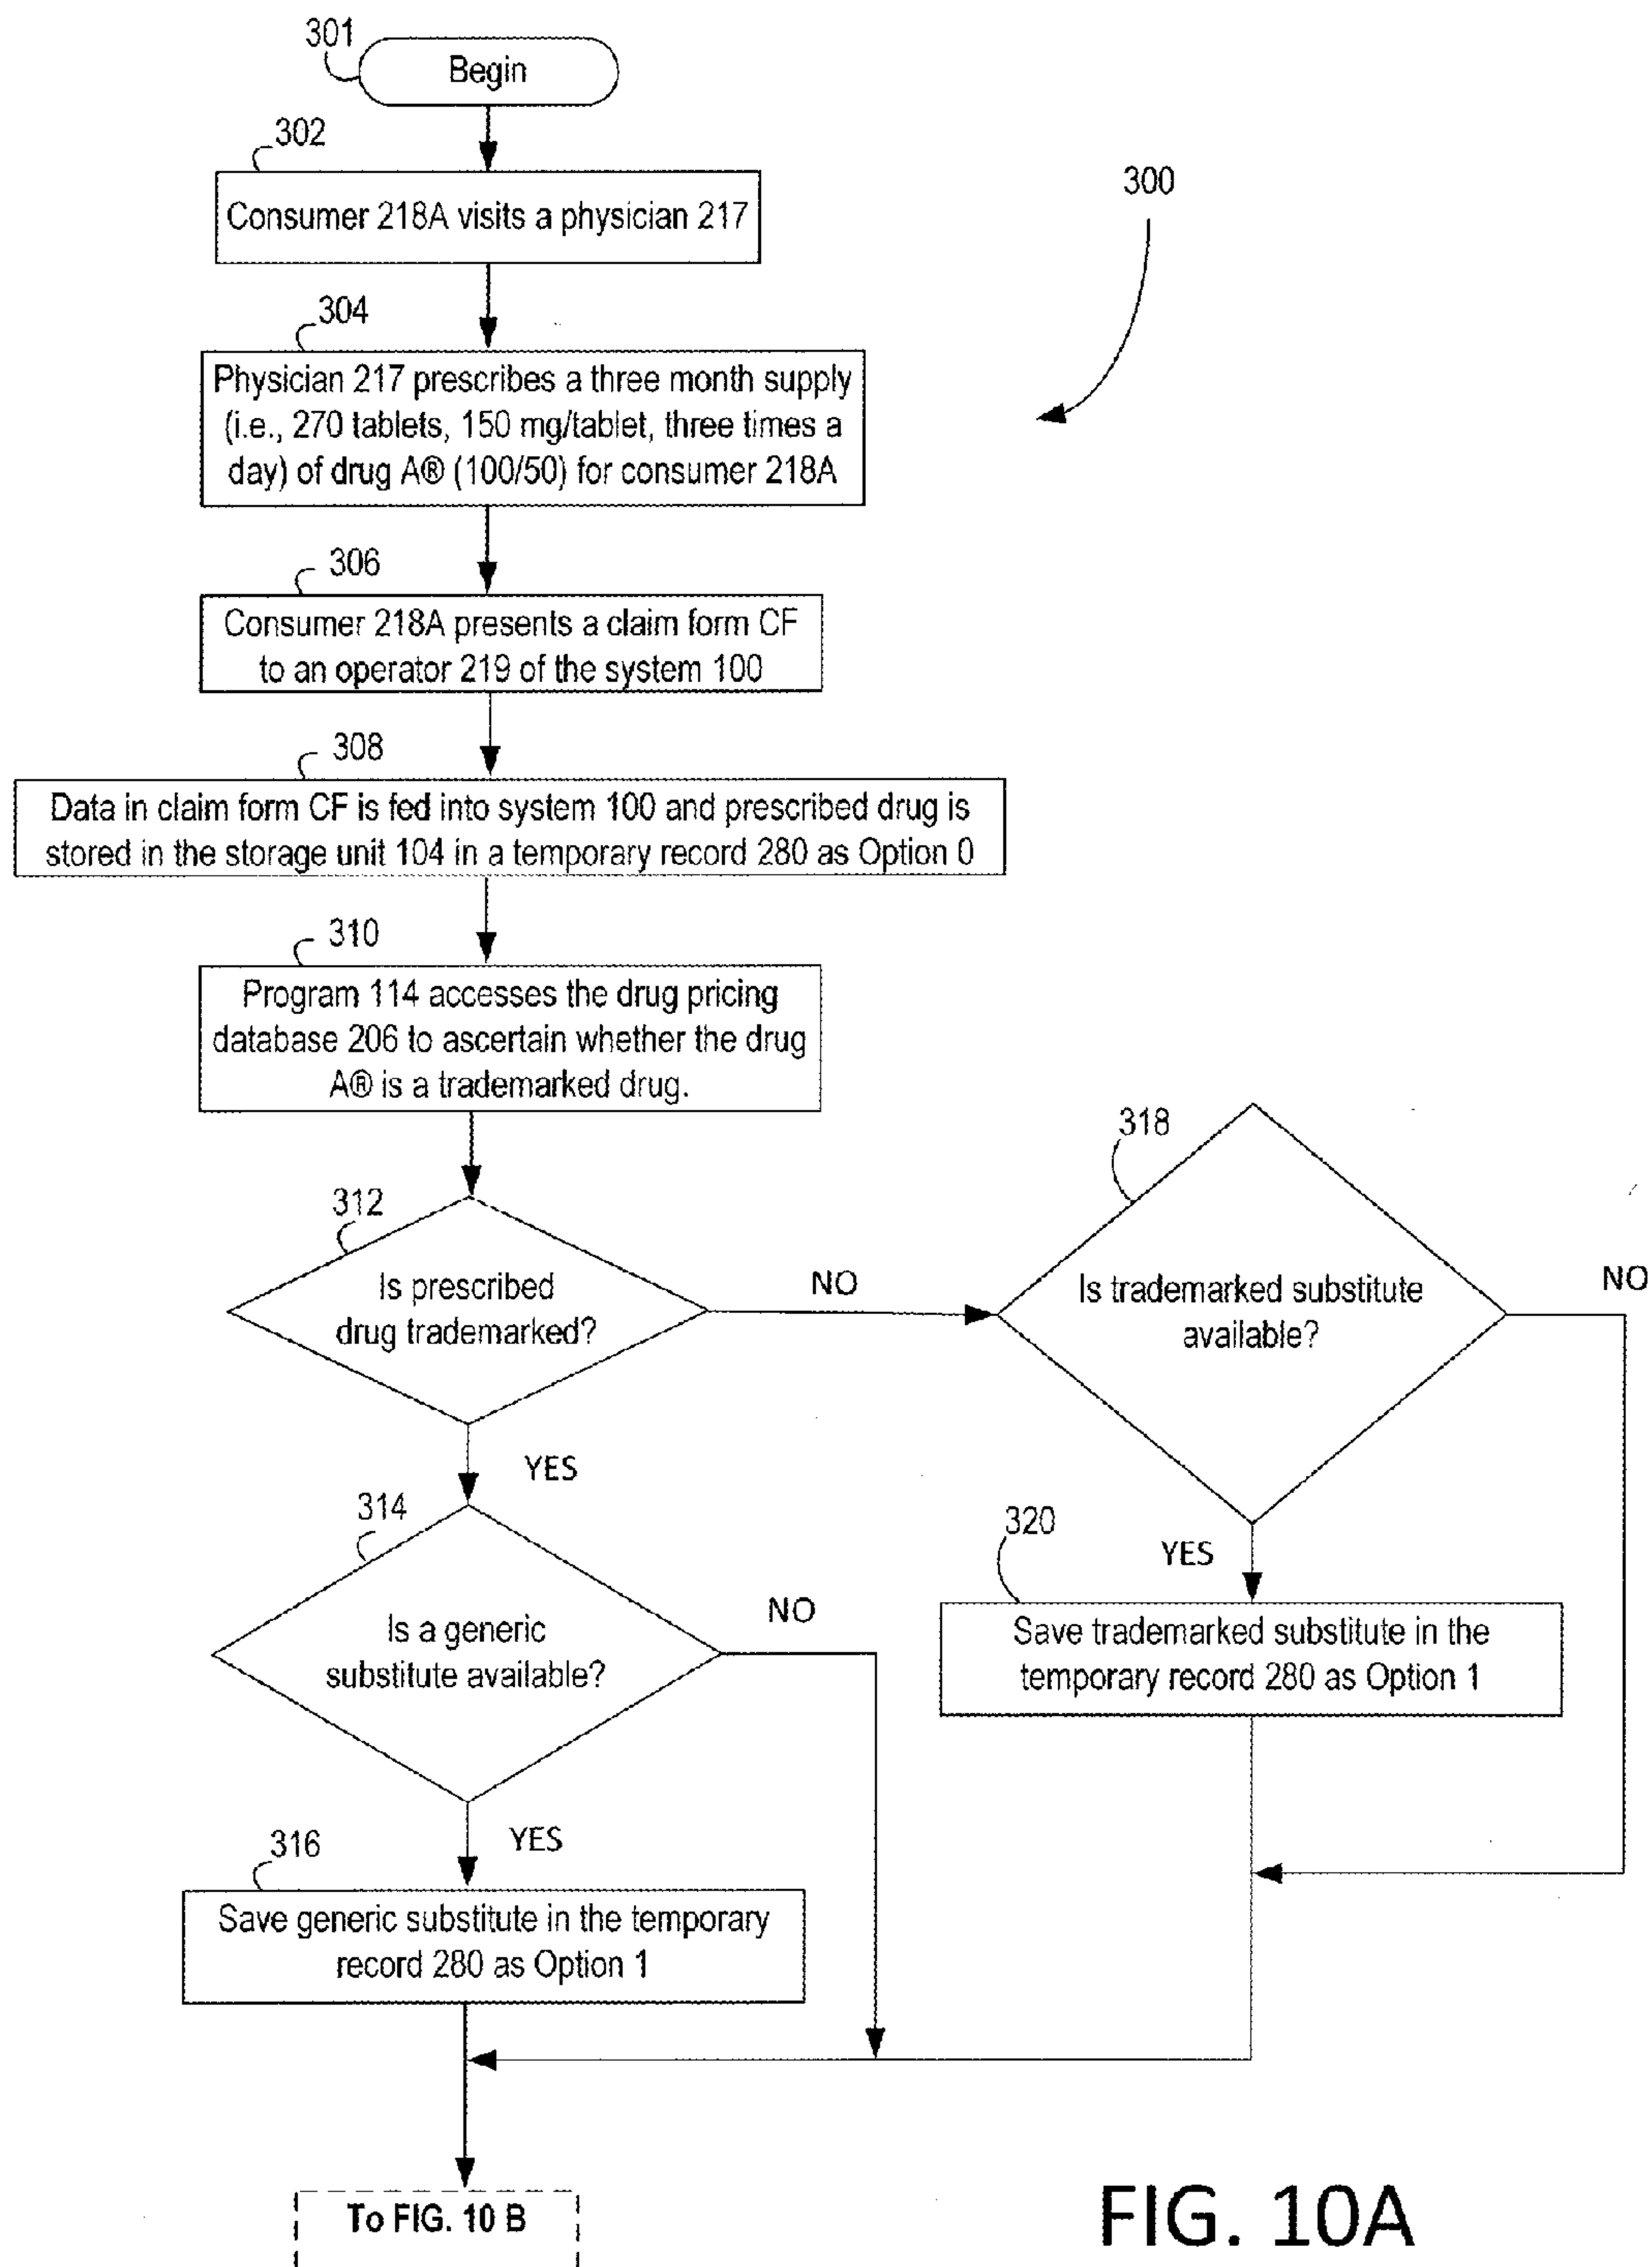 301
Begin
302
Consumer 218A visits a physician 217
300
304
Physician 217 prescribes a three month supply
(i.e., 270 tablets, 150 mg/tablet, three times a
day) of drug A® (100/50) for consumer 218A
306
Consumer 218A presents a claim form CF
to an operator 219 of the system 100
308
Data in claim form CF is fed into system 100 and prescribed drug is
stored in the storage unit 104 in a temporary record 280 as Option 0
310
Program 114 accesses the drug pricing
database 206 to ascertain whether the drug
A® is a trademarked drug.
312
Is prescribed
drug trademarked?
NO
318
Is trademarked substitute
available?
NO
YES
314
Is a generic
substitute available?
NO
YES
320
Save trademarked substitute in the
temporary record 280 as Option 1
YES
316
Save generic substitute in the temporary
record 280 as Option 1
To FIG. 10 B
FIG. 10A